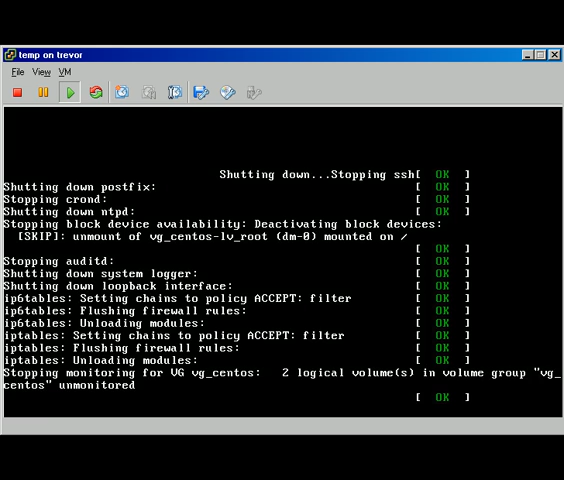 temp on trevor
File View VM
Shutting down...Stopping ssh[  OK  ]
Shutting down postfix: [  OK  ]
Stopping crond: [  OK  ]
Shutting down ntpd: [  OK  ]
Stopping block device availability: Deactivating block devices:
[SKIP]: unmount of vg_centos-lv_root (dm-0) mounted on /
[  OK  ]
Stopping auditd: [  OK  ]
Shutting down system logger: [  OK  ]
Shutting down loopback interface: [  OK  ]
ip6tables: Setting chains to policy ACCEPT: filter [  OK  ]
ip6tables: Flushing firewall rules: [  OK  ]
ip6tables: Unloading modules: [  OK  ]
iptables: Setting chains to policy ACCEPT: filter [  OK  ]
iptables: Flushing firewall rules: [  OK  ]
iptables: Unloading modules: [  OK  ]
Stopping monitoring for VG vg_centos:   2 logical volume(s) in volume group "vg_
centos" unmonitored
[  OK  ]